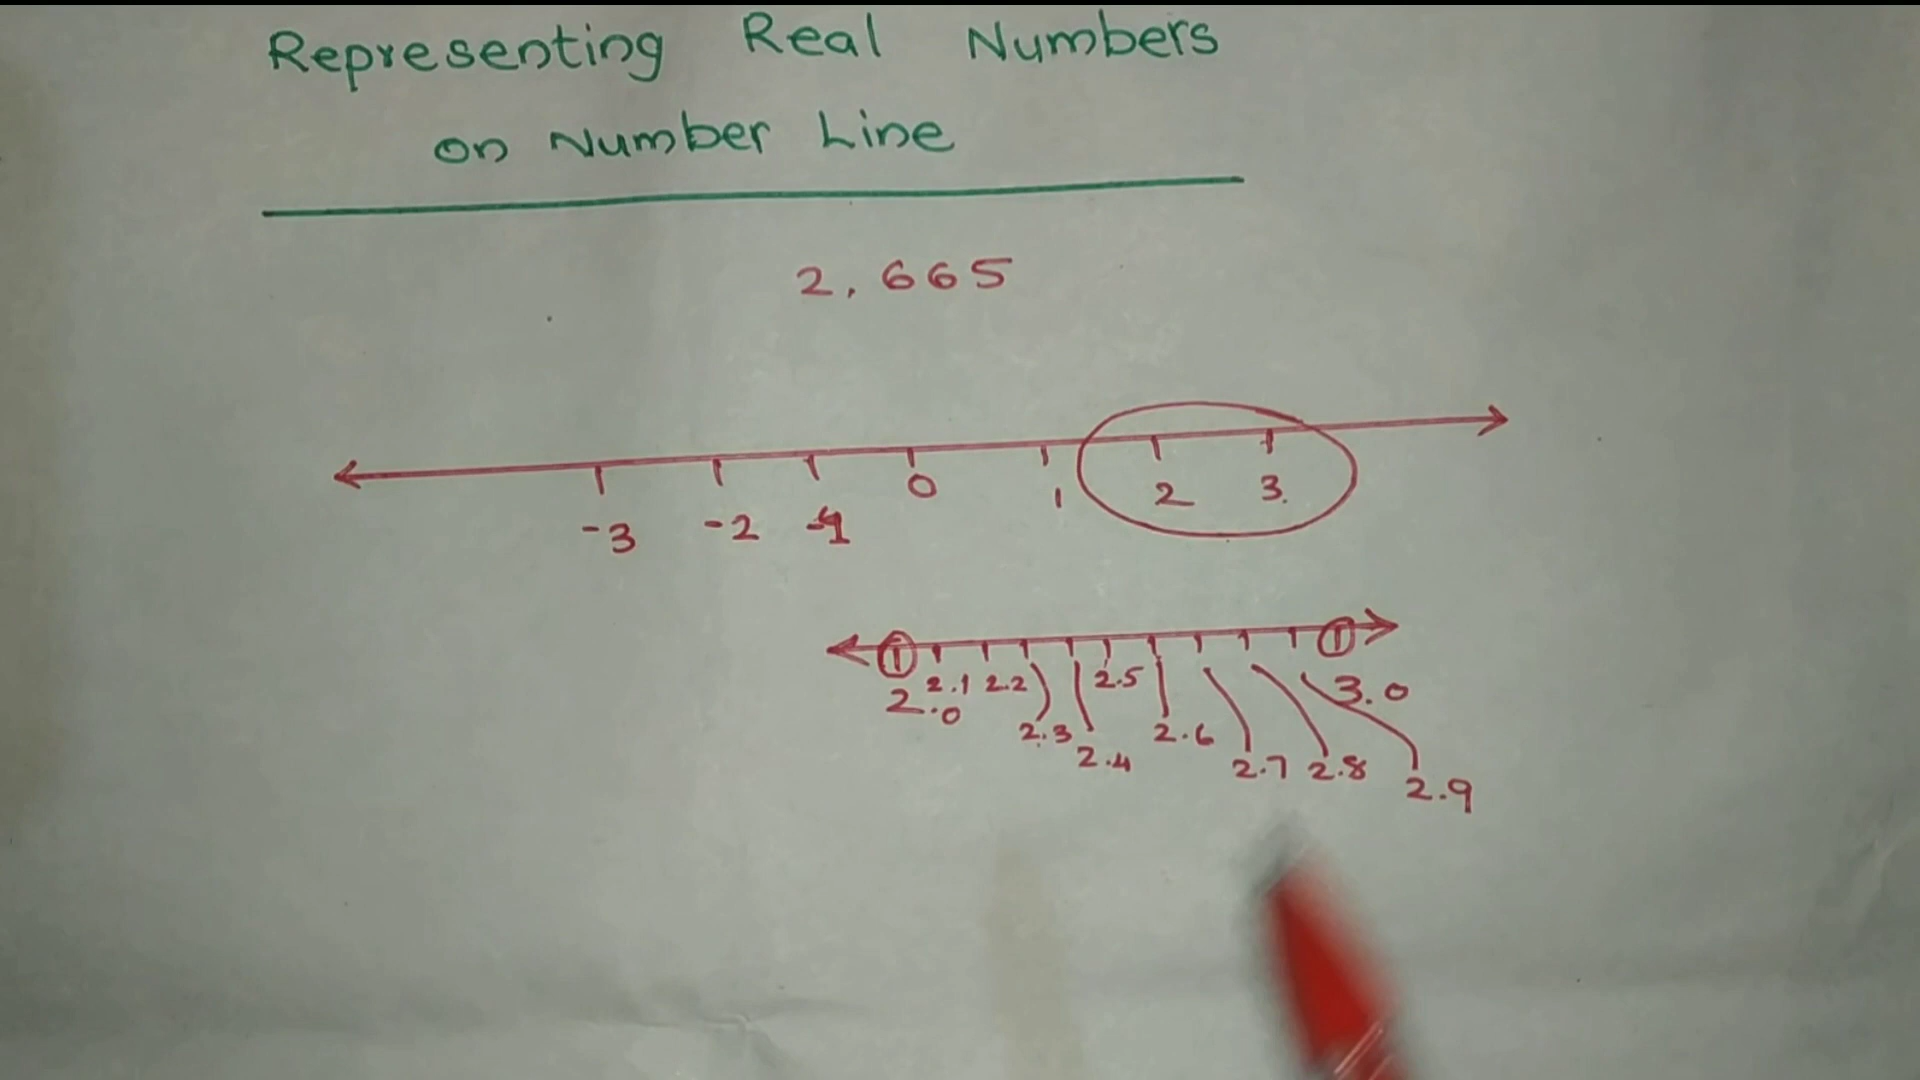 Representing Real Numbers
on Number Line
2.665
-3 -2 -1 0 1 2 3
2.0 2.1 2.2 2.3 2.4 2.5 2.6 2.7 2.8 2.9 3.0